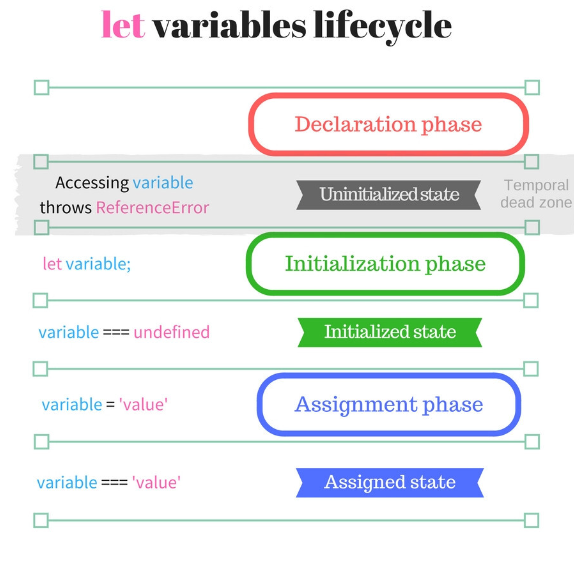 let variables lifecycle
Declaration phase
Accessing variable
throws ReferenceError
Uninitialized state
Temporal
dead zone
let variable;
Initialization phase
variable === undefined
Initialized state
variable = 'value'
Assignment phase
variable === 'value'
Assigned state